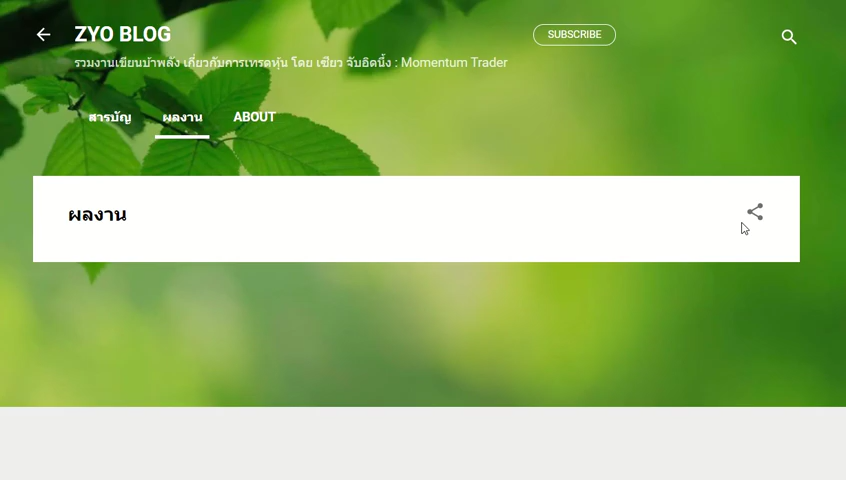 ZYO BLOG
SUBSCRIBE
รวมงานเขียนบ้าพลัง เกี่ยวกับการเทรดหุ้น โดย เซียว จับอิดนึ้ง : Momentum Trader
สารบัญ ผลงาน ABOUT
ผลงาน